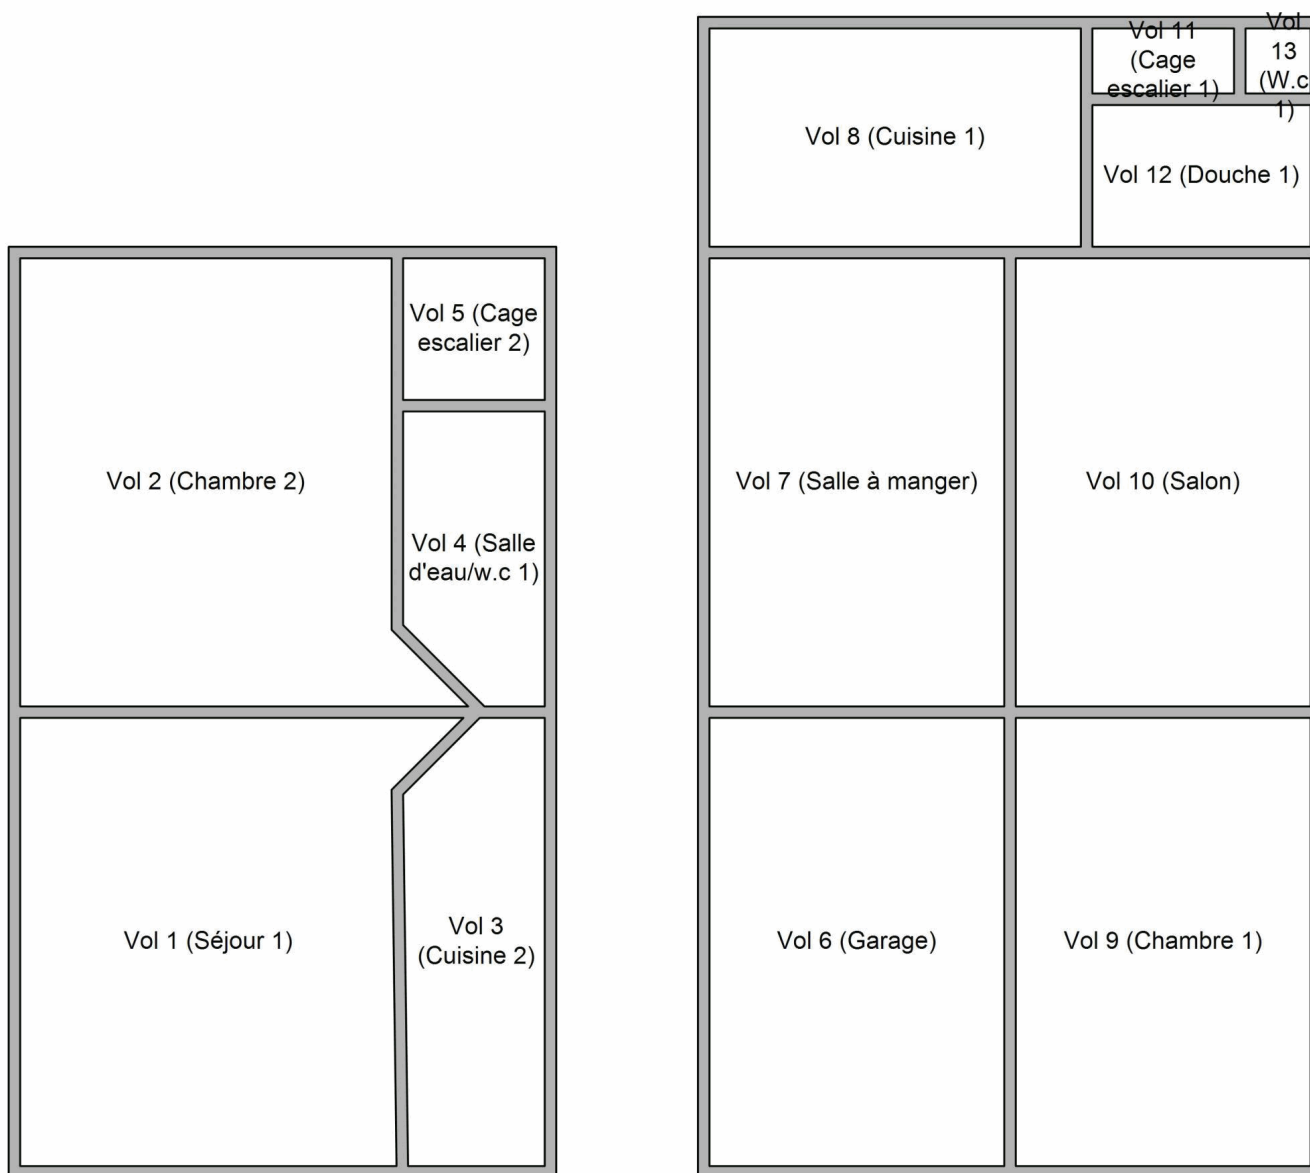 Vol 11
(Cage
escalier 1)
Vol
13
(W.c
1)
Vol 8 (Cuisine 1)
Vol 12 (Douche 1)
Vol 5 (Cage
escalier 2)
Vol 2 (Chambre 2)
Vol 7 (Salle à manger)
Vol 10 (Salon)
Vol 4 (Salle
d'eau/w.c 1)
Vol 1 (Séjour 1)
Vol 3
(Cuisine 2)
Vol 6 (Garage)
Vol 9 (Chambre 1)